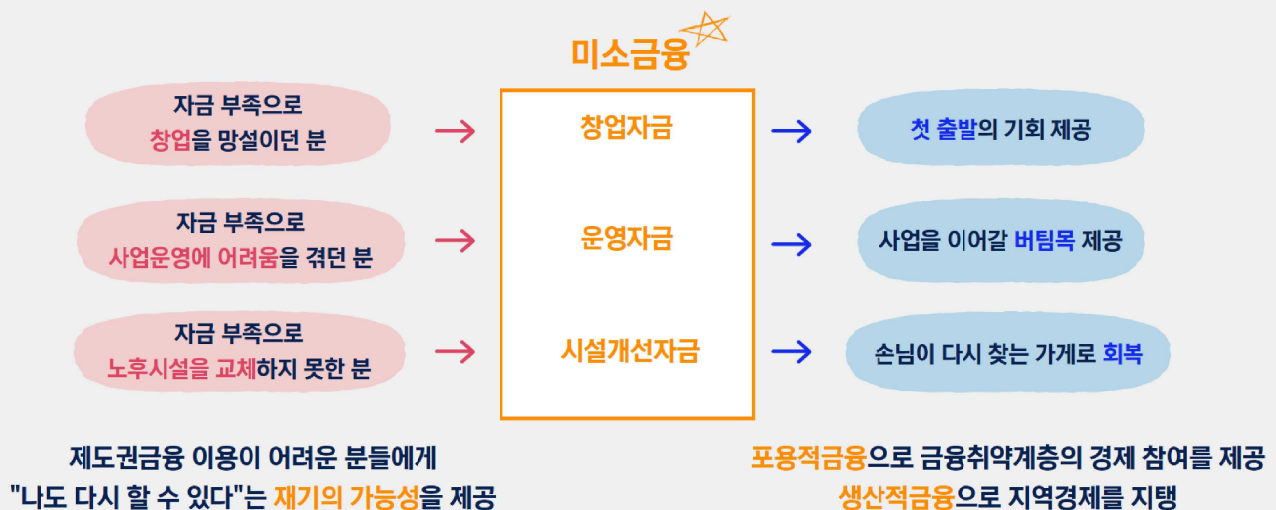 미소금융
자금 부족으로
창업을 망설이던 분
창업자금
첫 출발의 기회 제공
자금 부족으로
사업운영에 어려움을 겪던 분
운영자금
사업을 이어갈 버팀목 제공
자금 부족으로
노후시설을 교체하지 못한 분
시설개선자금
손님이 다시 찾는 가게로 회복
제도권금융 이용이 어려운 분들에게
"나도 다시 할 수 있다"는 재기의 가능성을 제공
포용적금융으로 금융취약계층의 경제 참여를 제공
생산적금융으로 지역경제를 지탱